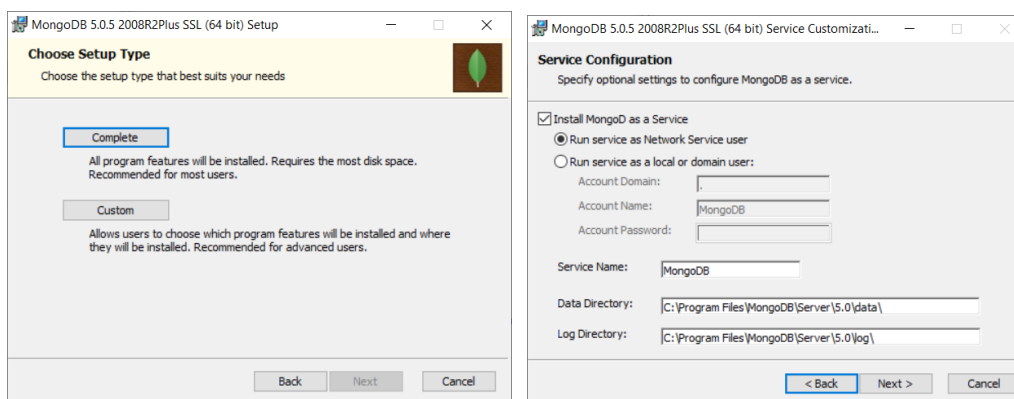 MongoDB 5.0.5 2008R2Plus SSL (64 bit) Setup
Choose Setup Type
Choose the setup type that best suits your needs
Complete
All program features will be installed. Requires the most disk space.
Recommended for most users.
Custom
Allows users to choose which program features will be installed and where
they will be installed. Recommended for advanced users.
Back
Next
Cancel
MongoDB 5.0.5 2008R2Plus SSL (64 bit) Service Customizati...
Service Configuration
Specify optional settings to configure MongoDB as a service.
Install MongoD as a Service
Run service as Network Service user
Run service as a local or domain user:
Account Domain: .
Account Name: MongoDB
Account Password:
Service Name: MongoDB
Data Directory: C:\Program Files\MongoDB\Server\5.0\data\
Log Directory: C:\Program Files\MongoDB\Server\5.0\log\
< Back
Next >
Cancel